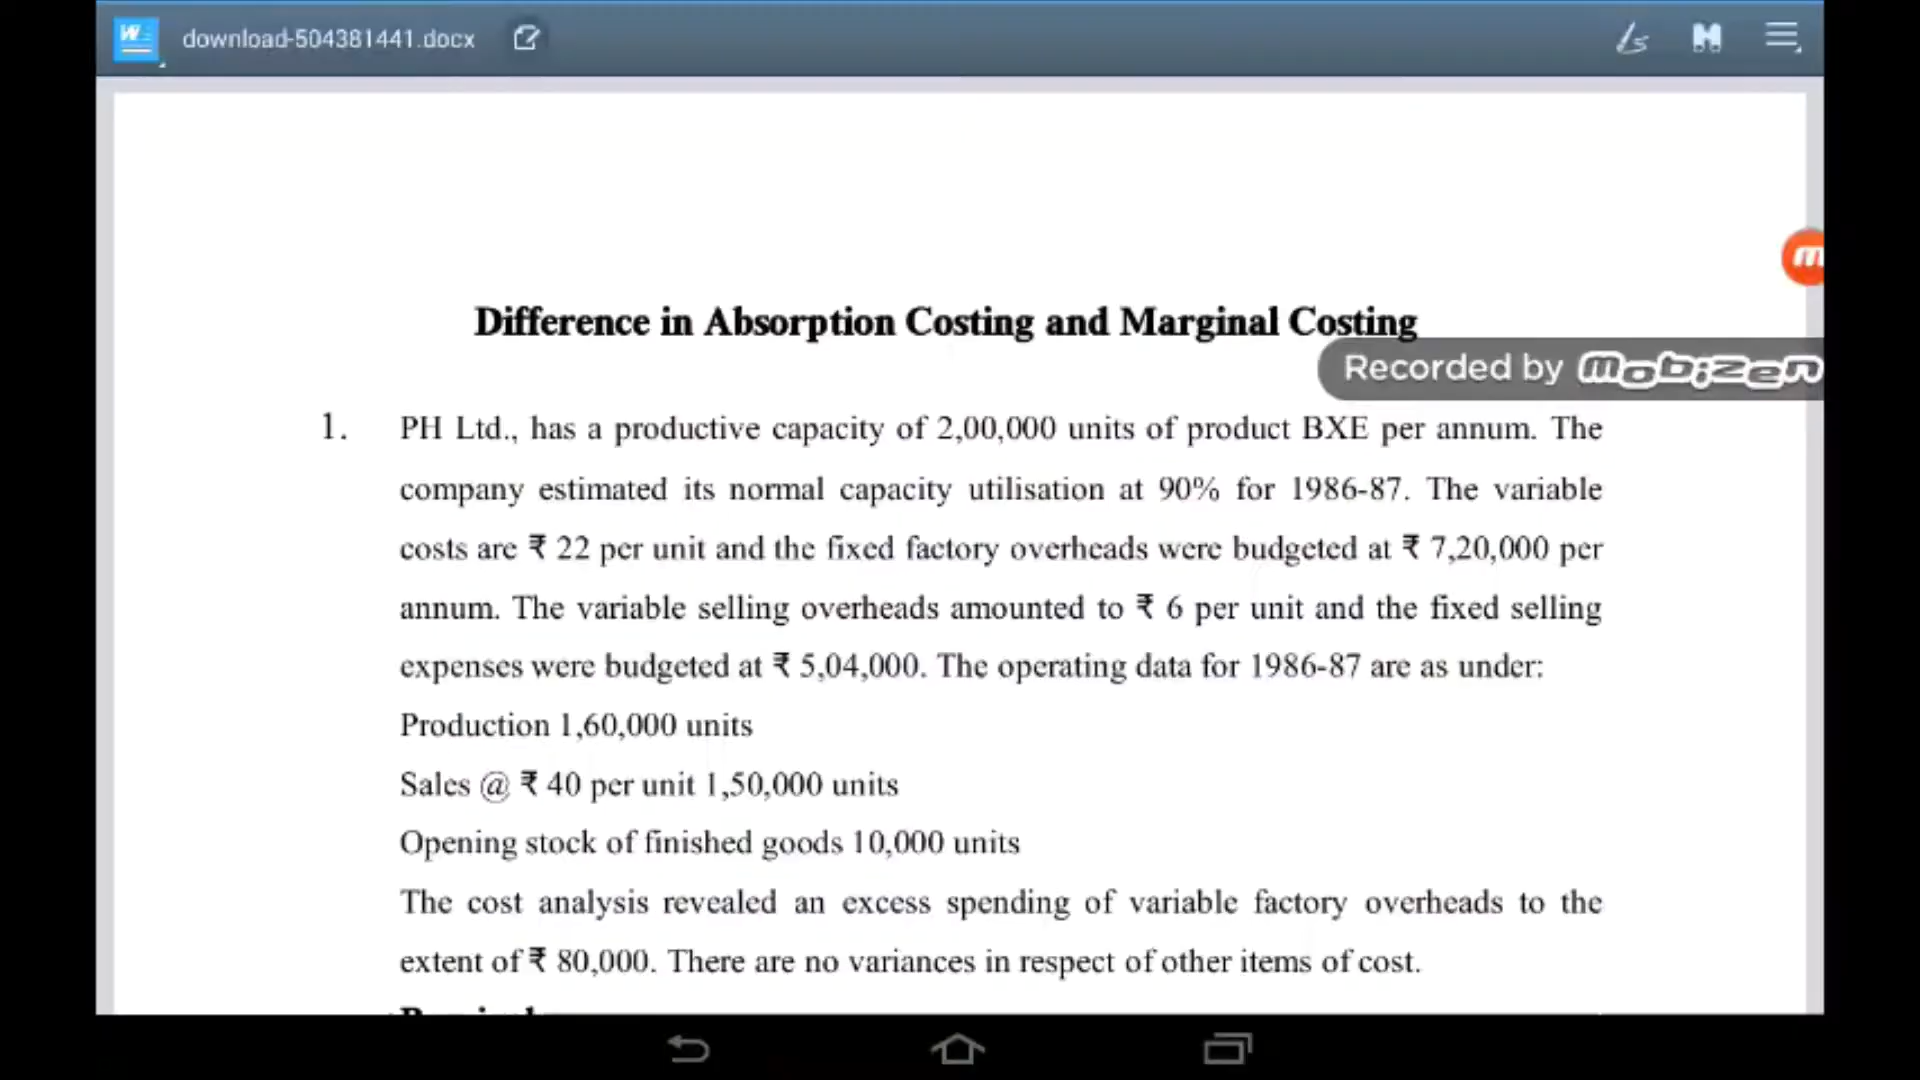 download-504381441.docx
Difference in Absorption Costing and Marginal Costing
Recorded by mobizen
1. PH Ltd., has a productive capacity of 2,00,000 units of product BXE per annum. The
company estimated its normal capacity utilisation at 90% for 1986-87. The variable
costs are ₹ 22 per unit and the fixed factory overheads were budgeted at ₹ 7,20,000 per
annum. The variable selling overheads amounted to ₹ 6 per unit and the fixed selling
expenses were budgeted at ₹ 5,04,000. The operating data for 1986-87 are as under:
Production 1,60,000 units
Sales @ ₹ 40 per unit 1,50,000 units
Opening stock of finished goods 10,000 units
The cost analysis revealed an excess spending of variable factory overheads to the
extent of ₹ 80,000. There are no variances in respect of other items of cost.